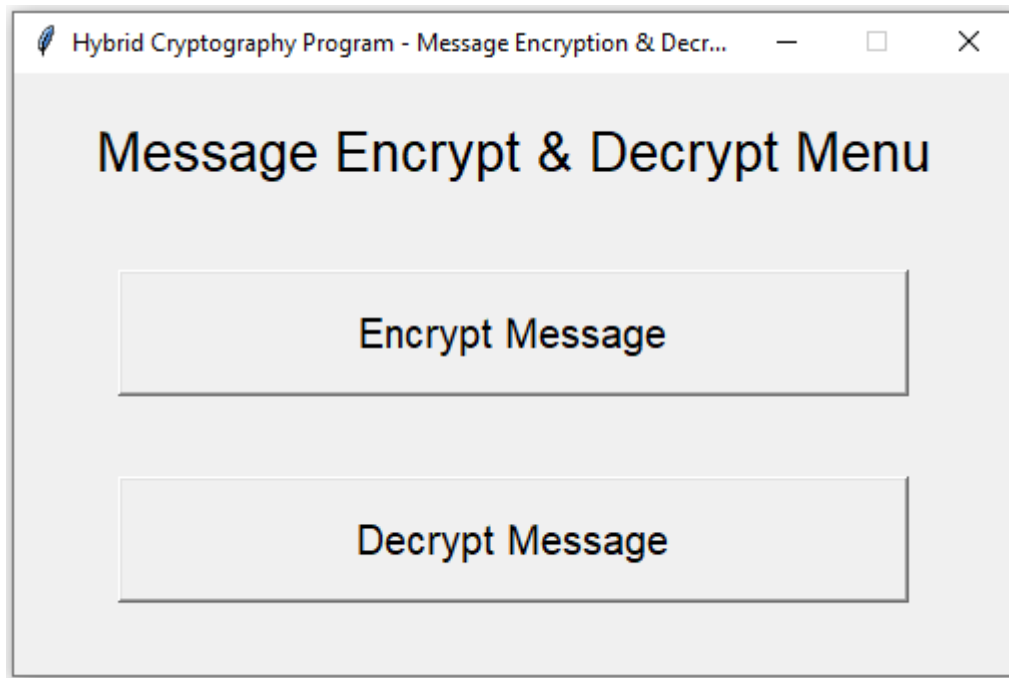 Hybrid Cryptography Program - Message Encryption & Decr...
Message Encrypt & Decrypt Menu
Encrypt Message
Decrypt Message